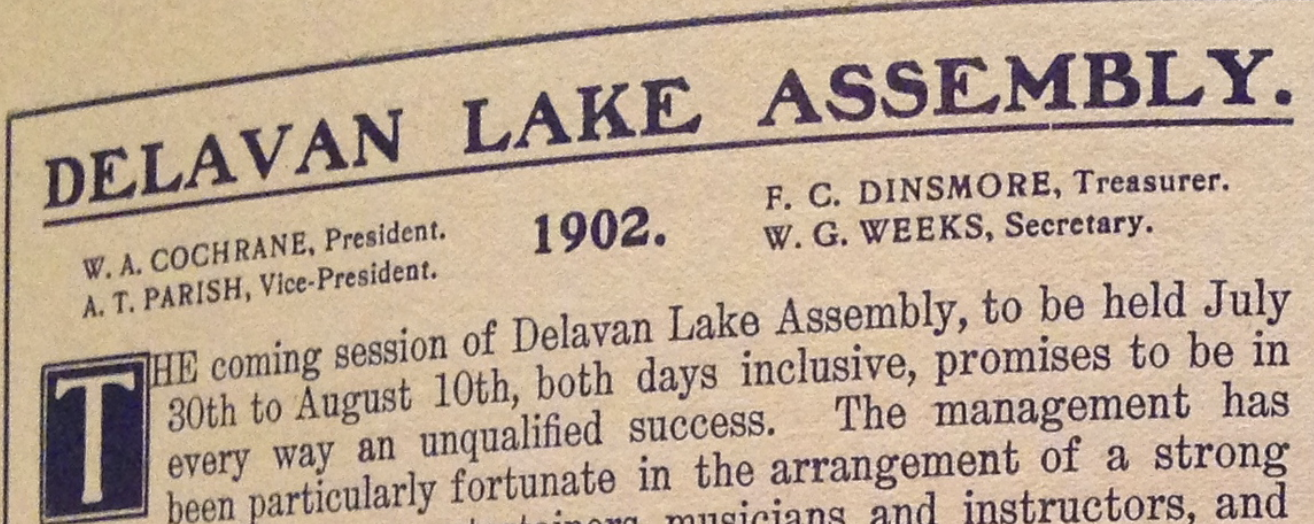 DELAVAN LAKE ASSEMBLY.
W. A. COCHRANE, President.
A. T. PARISH, Vice-President.
1902.
F. C. DINSMORE, Treasurer.
W. G. WEEKS, Secretary.
THE coming session of Delavan Lake Assembly, to be held July
30th to August 10th, both days inclusive, promises to be in
every way an unqualified success. The management has
been particularly fortunate in the arrangement of a strong
musicians and instructors, and